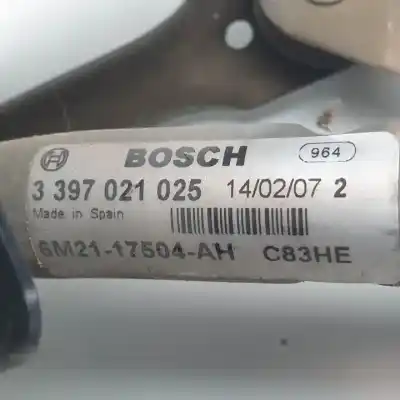 BOSCH 964
3 397 021 025 14/02/07 2
Made in Spain
6M21-17504-AH C83HE